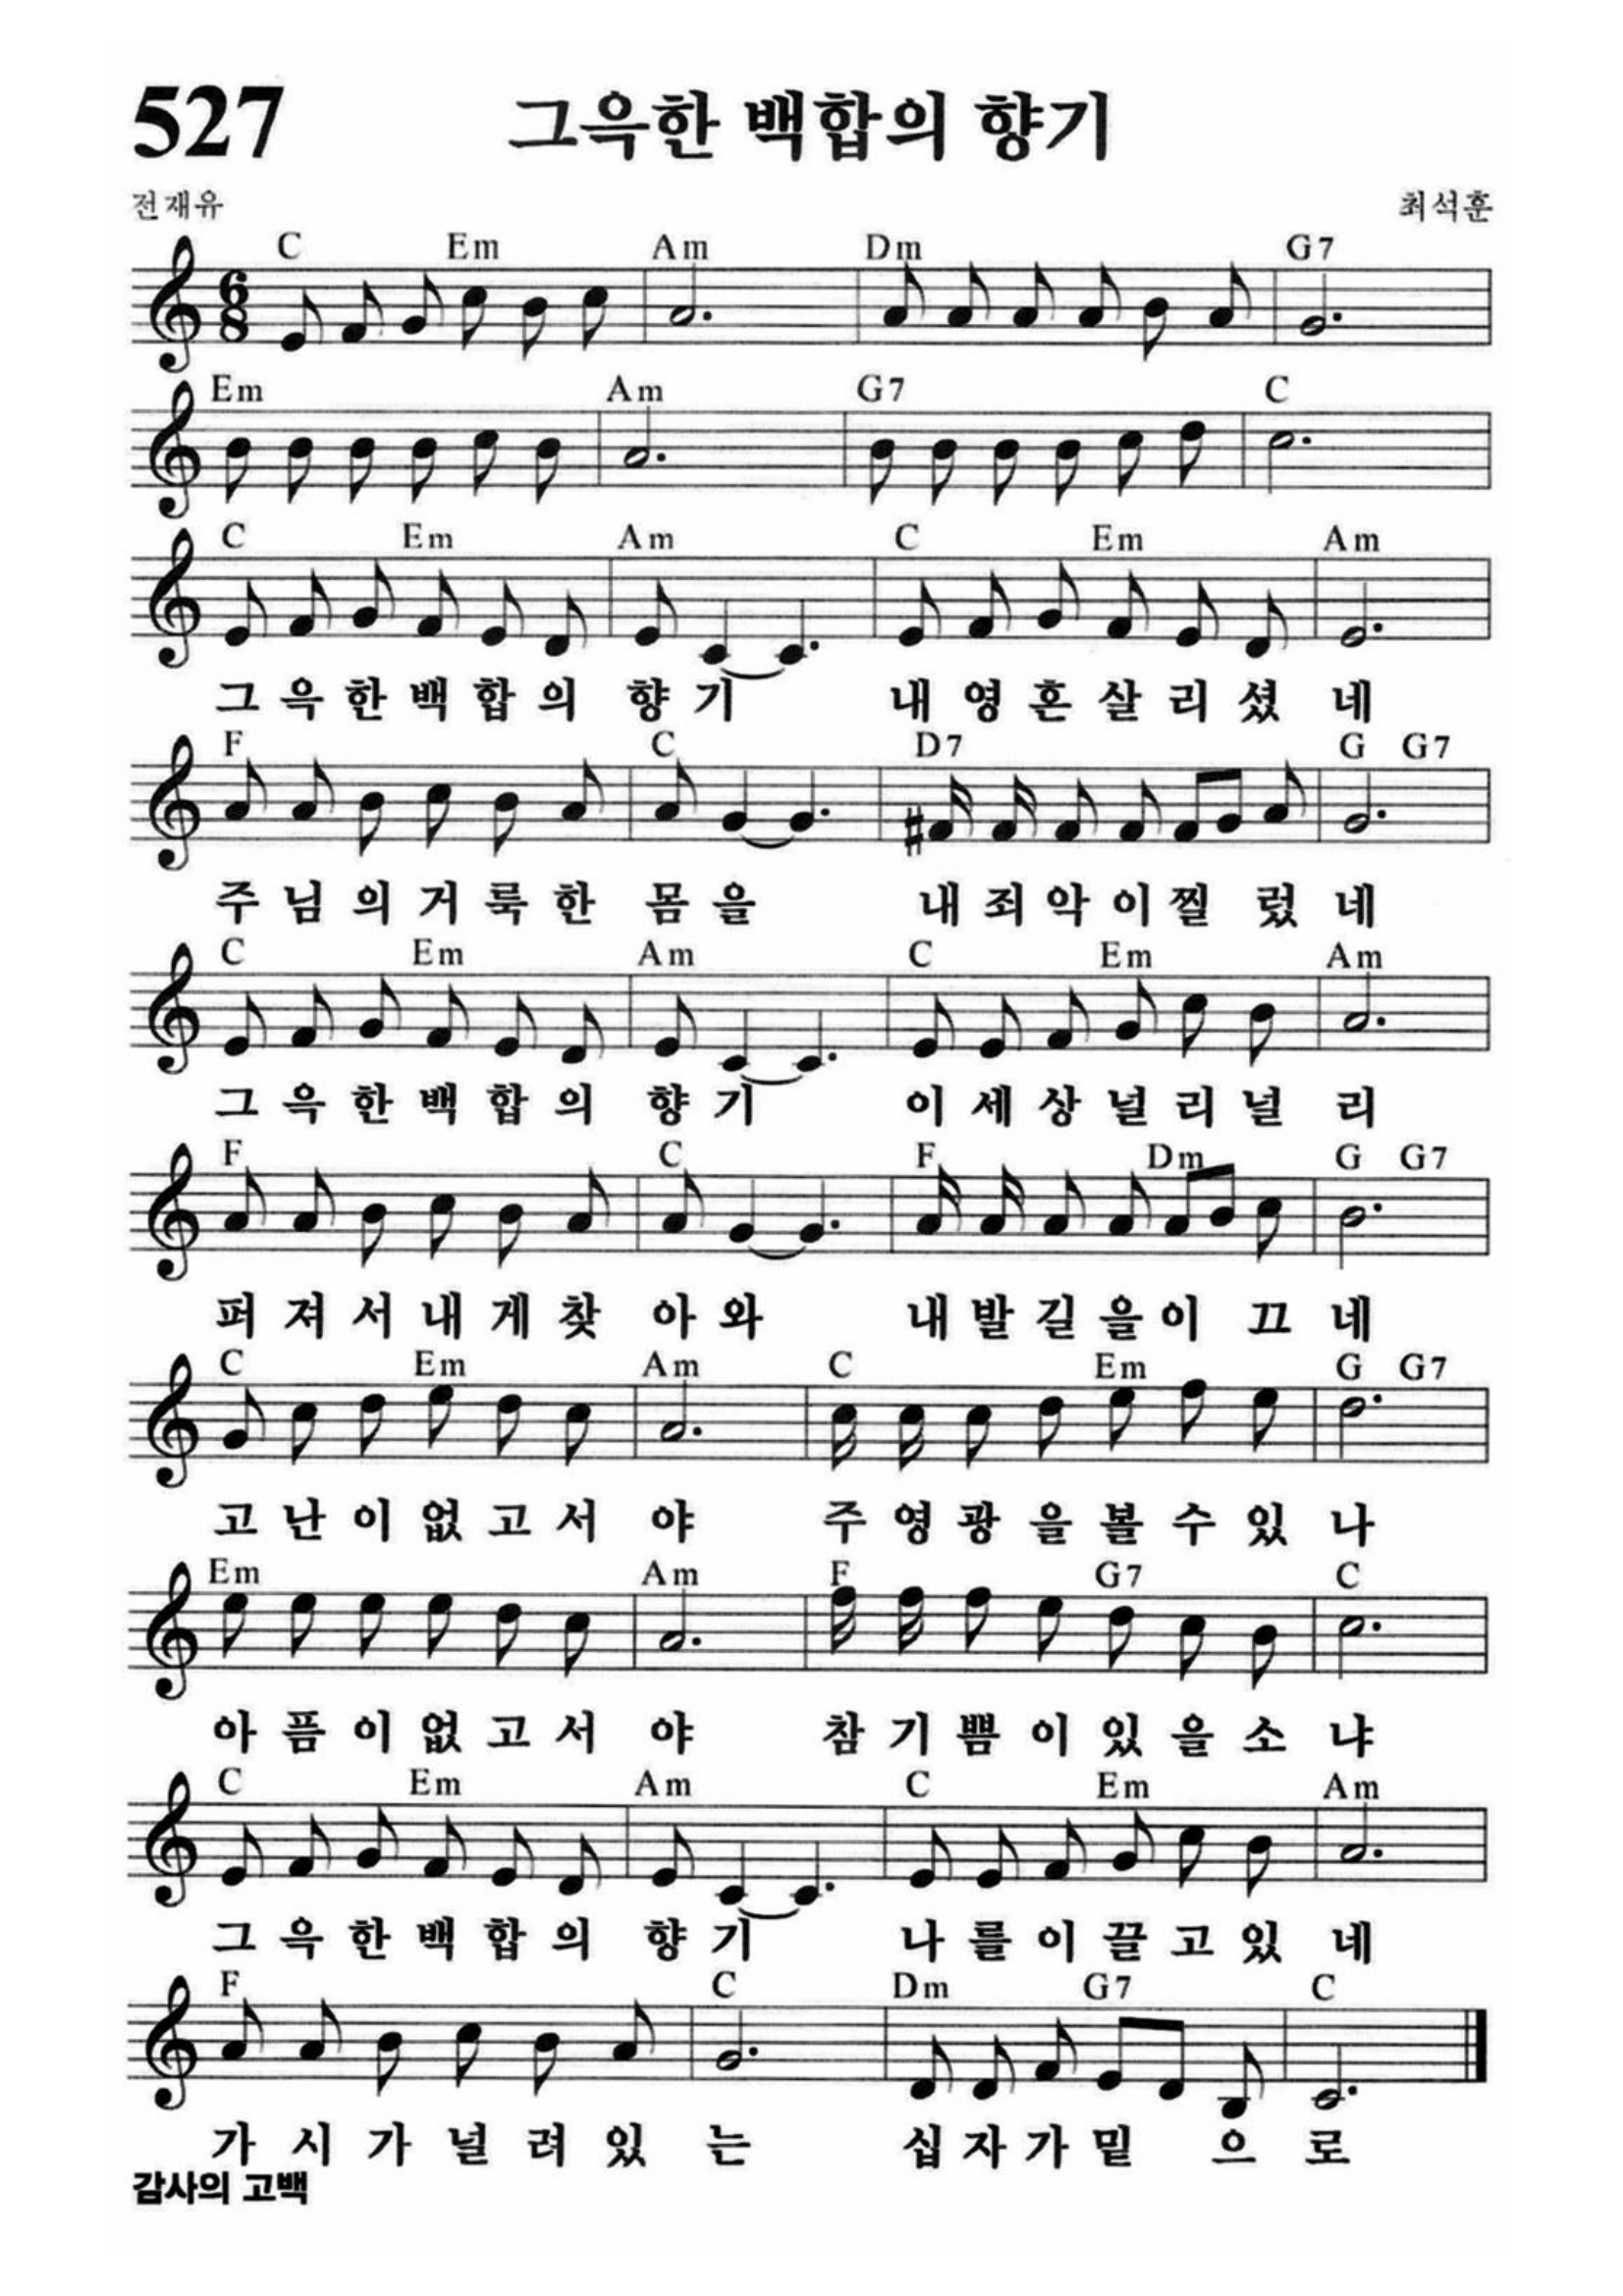 527 그윽한 백합의 향기
전재유 최석훈
C Em Am Dm G7
6
8
Em Am G7 C
C Em Am C Em Am
그 윽 한 백 합 의 향 기 내 영 혼 살 리 셨 네
F C D7 G G7
주 님 의 거 룩 한 몸 을 내 죄 악 이 찔 렀 네
C Em Am C Em Am
그 윽 한 백 합 의 향 기 이 세 상 널 리 널 리
F C F Dm G G7
퍼 져 서 내 게 찾 아 와 내 발 길 을 이 끄 네
C Em Am C Em G G7
고 난 이 없 고 서 야 주 영 광 을 볼 수 있 나
Em Am F G7 C
아 픔 이 없 고 서 야 참 기 쁨 이 있 을 소 냐
C Em Am C Em Am
그 윽 한 백 합 의 향 기 나 를 이 끌 고 있 네
F C Dm G7 C
가 시 가 널 려 있 는 십 자 가 밑 으 로
감사의 고백